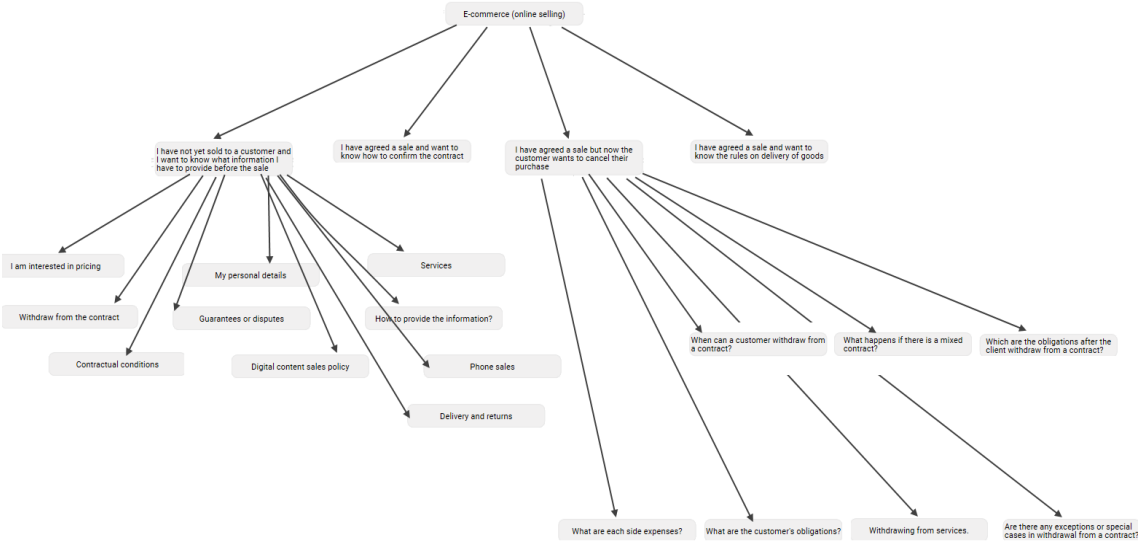 E-commerce (online selling)
I have not yet sold to a customer and
I want to know what information I
have to provide before the sale
I have agreed a sale and want to
know how to confirm the contract
I have agreed a sale but now the
customer wants to cancel their
purchase
I have agreed a sale and want to
know the rules on delivery of goods
I am interested in pricing
My personal details
Services
Withdraw from the contract
Guarantees or disputes
How to provide the information?
Contractual conditions
Digital content sales policy
Phone sales
Delivery and returns
When can a customer withdraw from
a contract?
What happens if there is a mixed
contract?
Which are the obligations after the
client withdraw from a contract?
What are each side expenses?
What are the customer's obligations?
Withdrawing from services.
Are there any exceptions or special
cases in withdrawal from a contract?